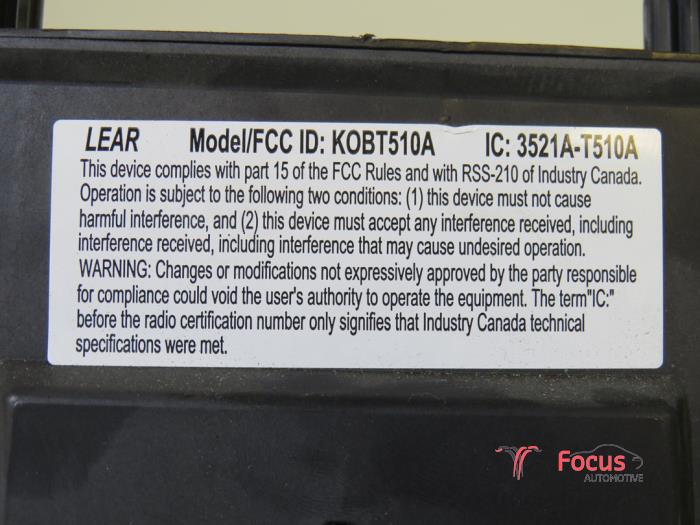 LEAR Model/FCC ID: KOBT510A IC: 3521A-T510A
This device complies with part 15 of the FCC Rules and with RSS-210 of Industry Canada.
Operation is subject to the following two conditions: (1) this device must not cause
harmful interference, and (2) this device must accept any interference received, including
interference received, including interference that may cause undesired operation.
WARNING: Changes or modifications not expressively approved by the party responsible
for compliance could void the user's authority to operate the equipment. The term"IC:"
before the radio certification number only signifies that Industry Canada technical
specifications were met.
Focus
AUTOMOTIVE